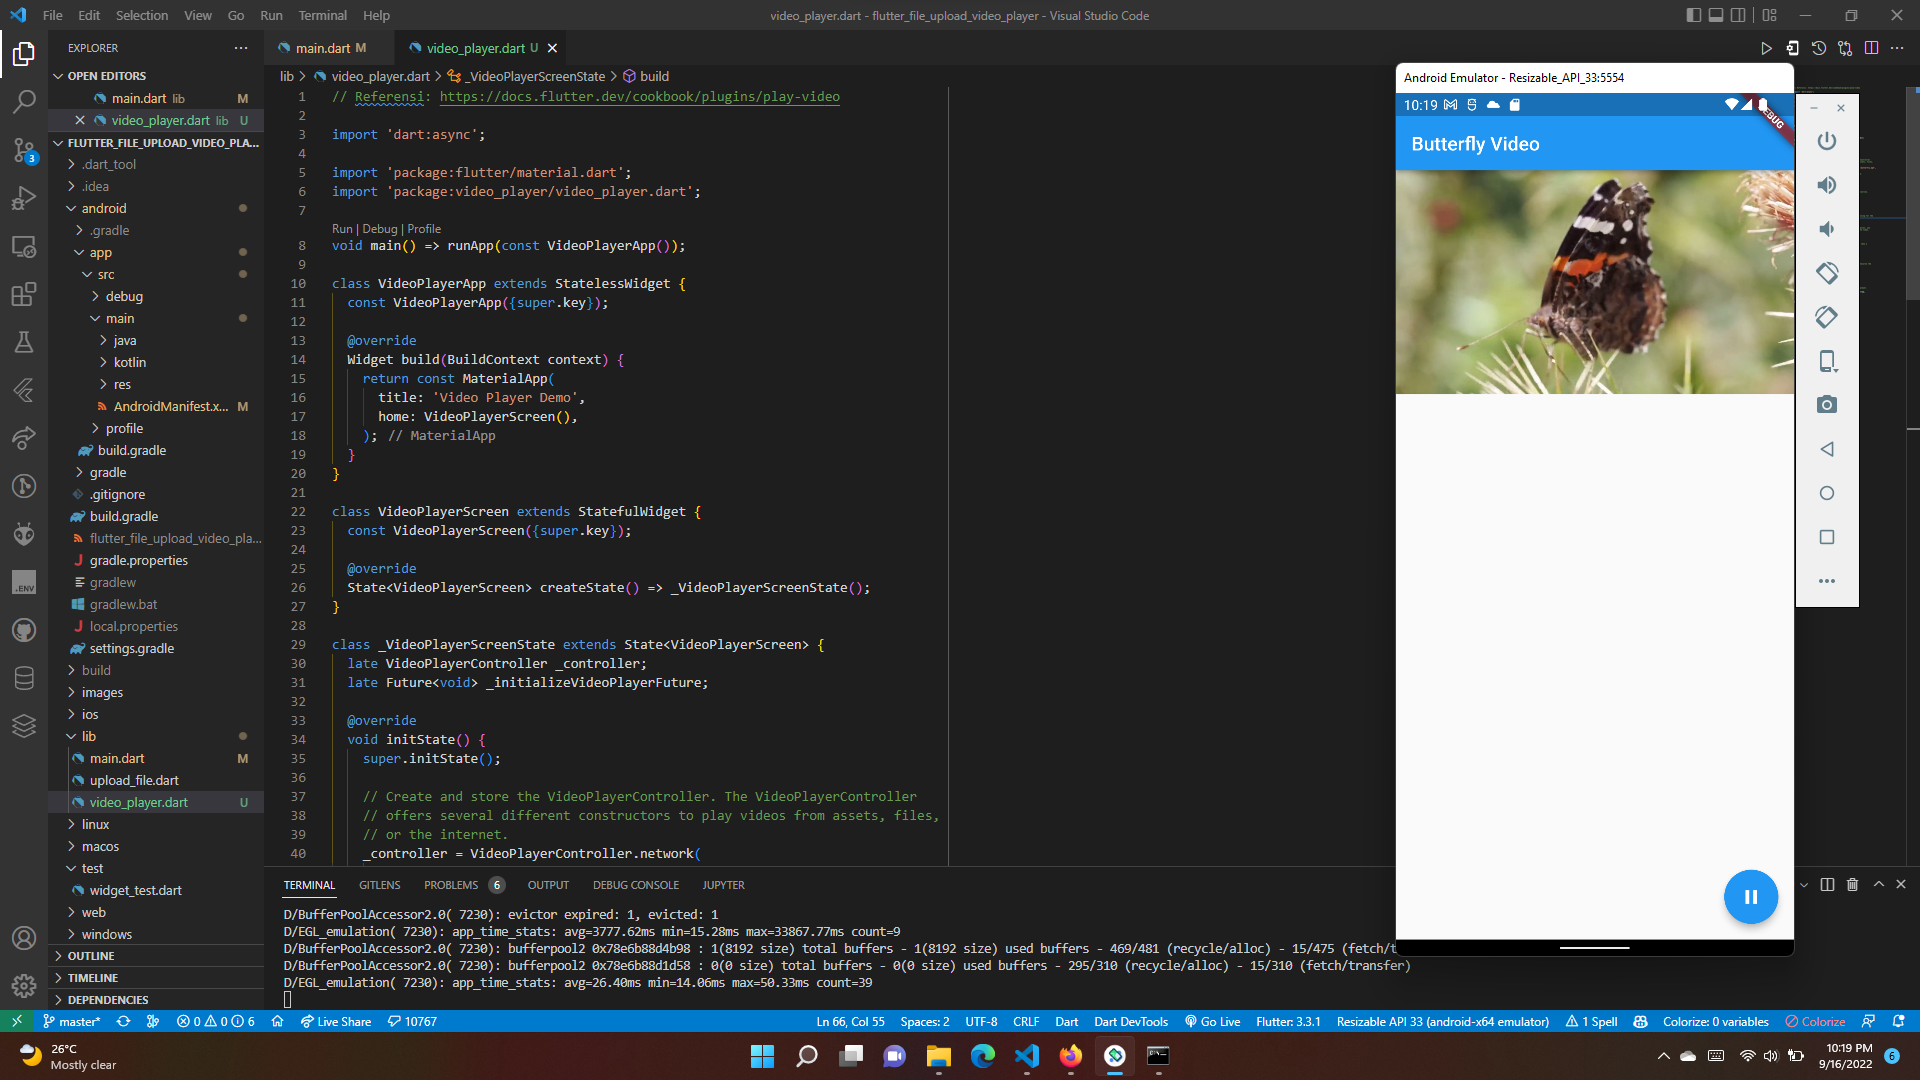 File Edit Selection View Go Run Terminal Help
video_player.dart - flutter_file_upload_video_player - Visual Studio Code
EXPLORER
OPEN EDITORS
main.dart lib M
video_player.dart lib U
FLUTTER_FILE_UPLOAD_VIDEO_PLA...
.dart_tool
.idea
android
.gradle
app
src
debug
main
java
kotlin
res
AndroidManifest.x... M
profile
build.gradle
gradle
.gitignore
build.gradle
flutter_file_upload_video_pla...
gradle.properties
gradlew
gradlew.bat
local.properties
settings.gradle
build
images
ios
lib
main.dart M
upload_file.dart
video_player.dart U
linux
macos
test
widget_test.dart
web
windows
OUTLINE
TIMELINE
DEPENDENCIES
3
.ENV
main.dart M
video_player.dart U
lib > video_player.dart > _VideoPlayerScreenState > build
1 // Referensi: https://docs.flutter.dev/cookbook/plugins/play-video
2
3 import 'dart:async';
4
5 import 'package:flutter/material.dart';
6 import 'package:video_player/video_player.dart';
7
Run | Debug | Profile
8 void main() => runApp(const VideoPlayerApp());
9
10 class VideoPlayerApp extends StatelessWidget {
11 const VideoPlayerApp({super.key});
12
13 @override
14 Widget build(BuildContext context) {
15 return const MaterialApp(
16 title: 'Video Player Demo',
17 home: VideoPlayerScreen(),
18 ); // MaterialApp
19 }
20 }
21
22 class VideoPlayerScreen extends StatefulWidget {
23 const VideoPlayerScreen({super.key});
24
25 @override
26 State<VideoPlayerScreen> createState() => _VideoPlayerScreenState();
27 }
28
29 class _VideoPlayerScreenState extends State<VideoPlayerScreen> {
30 late VideoPlayerController _controller;
31 late Future<void> _initializeVideoPlayerFuture;
32
33 @override
34 void initState() {
35 super.initState();
36
37 // Create and store the VideoPlayerController. The VideoPlayerController
38 // offers several different constructors to play videos from assets, files,
39 // or the internet.
40 _controller = VideoPlayerController.network(
Android Emulator - Resizable_API_33:5554
10:19
Butterfly Video
TERMINAL GITLENS PROBLEMS 6 OUTPUT DEBUG CONSOLE JUPYTER
D/BufferPoolAccessor2.0( 7230): evictor expired: 1, evicted: 1
D/EGL_emulation( 7230): app_time_stats: avg=3777.62ms min=15.28ms max=33867.77ms count=9
D/BufferPoolAccessor2.0( 7230): bufferpool2 0x78e6b88d4b98 : 1(8192 size) total buffers - 1(8192 size) used buffers - 469/481 (recycle/alloc) - 15/475 (fetch/t
D/BufferPoolAccessor2.0( 7230): bufferpool2 0x78e6b88d1d58 : 0(0 size) total buffers - 0(0 size) used buffers - 295/310 (recycle/alloc) - 15/310 (fetch/transfer)
D/EGL_emulation( 7230): app_time_stats: avg=26.40ms min=14.06ms max=50.33ms count=39
master* 0 0 6 Live Share 10767 Ln 66, Col 55 Spaces: 2 UTF-8 CRLF Dart Dart DevTools Go Live Flutter: 3.3.1 Resizable API 33 (android-x64 emulator) 1 Spell Colorize: 0 variables Colorize
26°C
Mostly clear
10:19 PM
9/16/2022
6